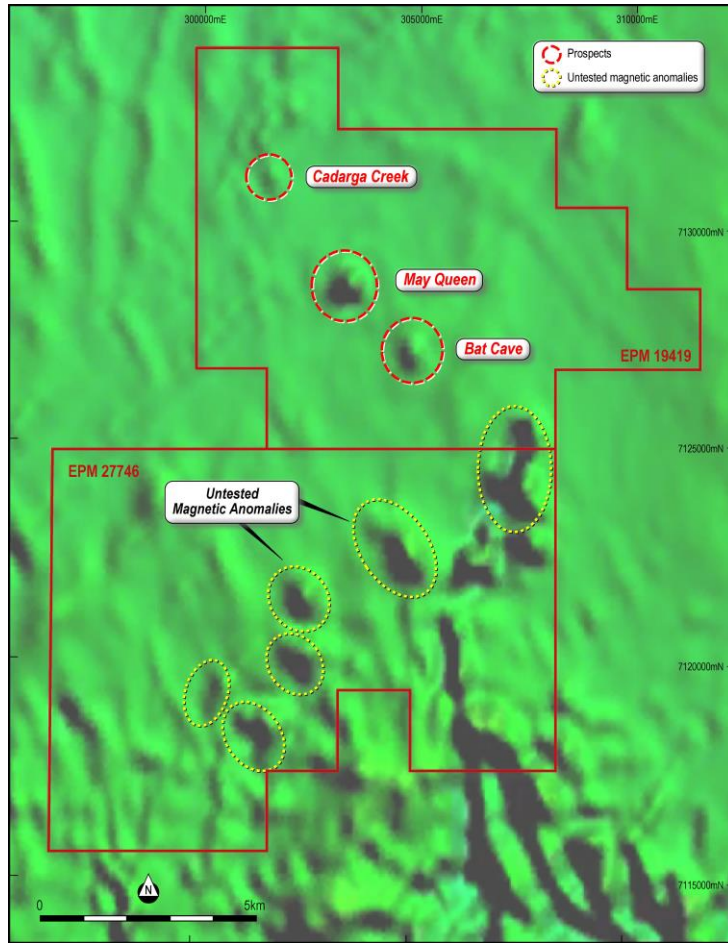 300000mE
305000mE
310000mE
Prospects
Untested magnetic anomalies
Cadarga Creek
7130000mN
May Queen
Bat Cave
EPM 19419
7125000mN
EPM 27746
Untested
Magnetic Anomalies
7120000mN
N
7115000mN
0
5km